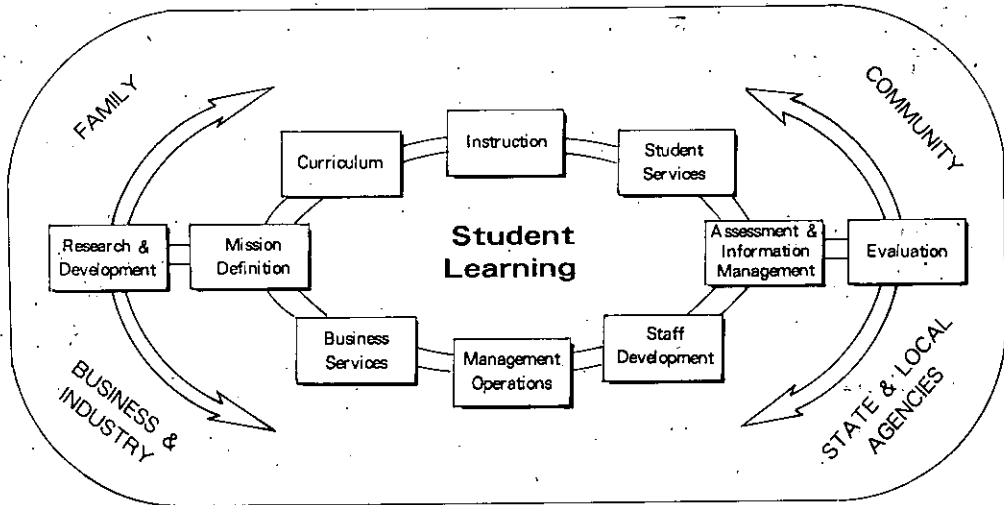 FAMILY
COMMUNITY
Curriculum
Instruction
Student
Services
Research &
Development
Mission
Definition
Student
Learning
Assessment &
Information
Management
Evaluation
Business
Services
Management
Operations
Staff
Development
BUSINESS &
INDUSTRY
STATE & LOCAL
AGENCIES